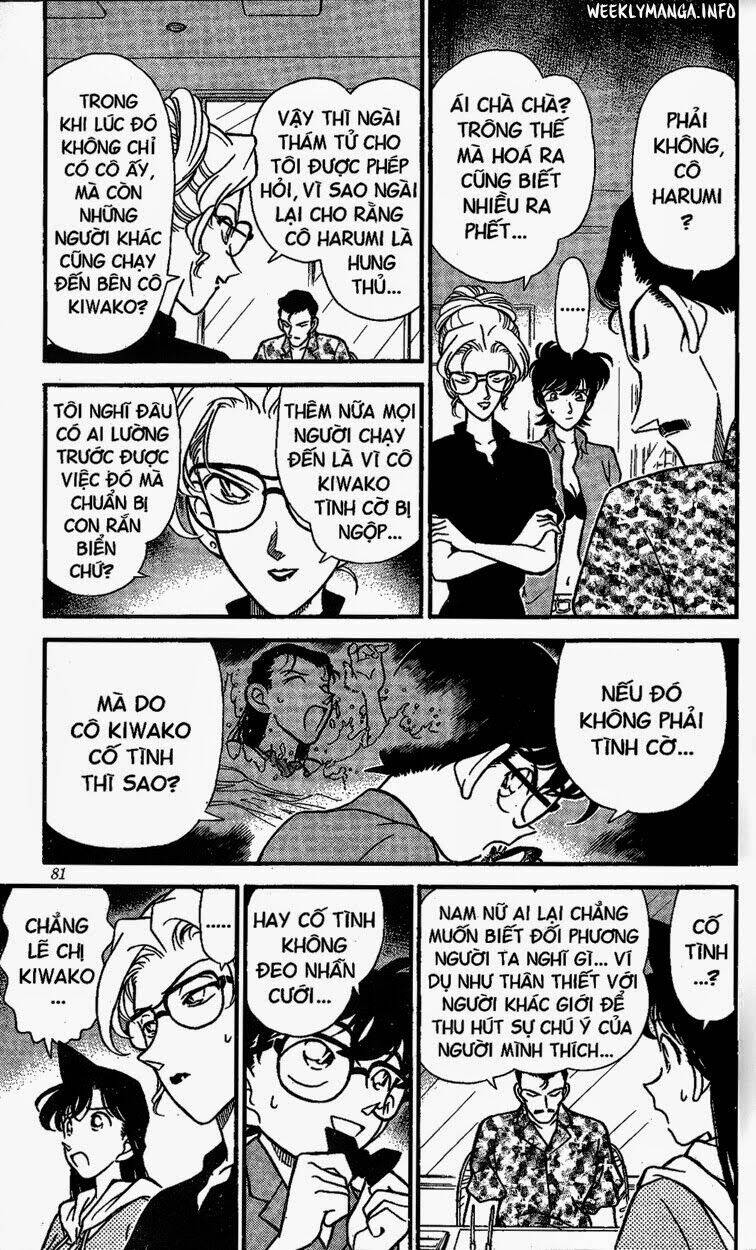 WEEKLYMANGA.INFO
PHẢI
KHÔNG,
CÔ
HARUMI
?
ÁI CHÀ CHÀ?
TRÔNG THẾ
MÀ HOÁ RA
CŨNG BIẾT
NHIỀU RA
PHẾT...
......
VẬY THÌ NGÀI
THÁM TỬ CHO
TÔI ĐƯỢC PHÉP
HỎI, VÌ SAO NGÀI
LẠI CHO RẰNG
CÔ HARUMI LÀ
HUNG
THỦ...
TRONG
KHI LÚC ĐÓ
KHÔNG CHỈ
CÓ CÔ ẤY,
MÀ CÒN
NHỮNG
NGƯỜI KHÁC
CŨNG CHẠY
ĐẾN BÊN CÔ
KIWAKO?
THÊM NỮA MỌI
NGƯỜI CHẠY
ĐẾN LÀ VÌ CÔ
KIWAKO
TÌNH CỜ BỊ
NGỘP...
TÔI NGHĨ ĐÂU
CÓ AI LƯỜNG
TRƯỚC ĐƯỢC
VIỆC ĐÓ MÀ
CHUẨN BỊ
CON RẮN
BIỂN
CHỨ?
NẾU ĐÓ
KHÔNG PHẢI
TÌNH CỜ...
MÀ DO
CÔ KIWAKO
CỐ TÌNH
THÌ SAO?
81
CỐ
TÌNH
...?
NAM NỮ AI LẠI CHẲNG
MUỐN BIẾT ĐỐI PHƯƠNG
NGƯỜI TA NGHĨ GÌ... VÍ
DỤ NHƯ THÂN THIẾT VỚI
NGƯỜI KHÁC GIỚI ĐỂ
THU HÚT SỰ CHÚ Ý CỦA
NGƯỜI MÌNH THÍCH...
HAY CỐ TÌNH
KHÔNG
ĐEO NHẪN
CƯỚI...
......
CHẲNG
LẼ CHỊ
KIWAKO
...